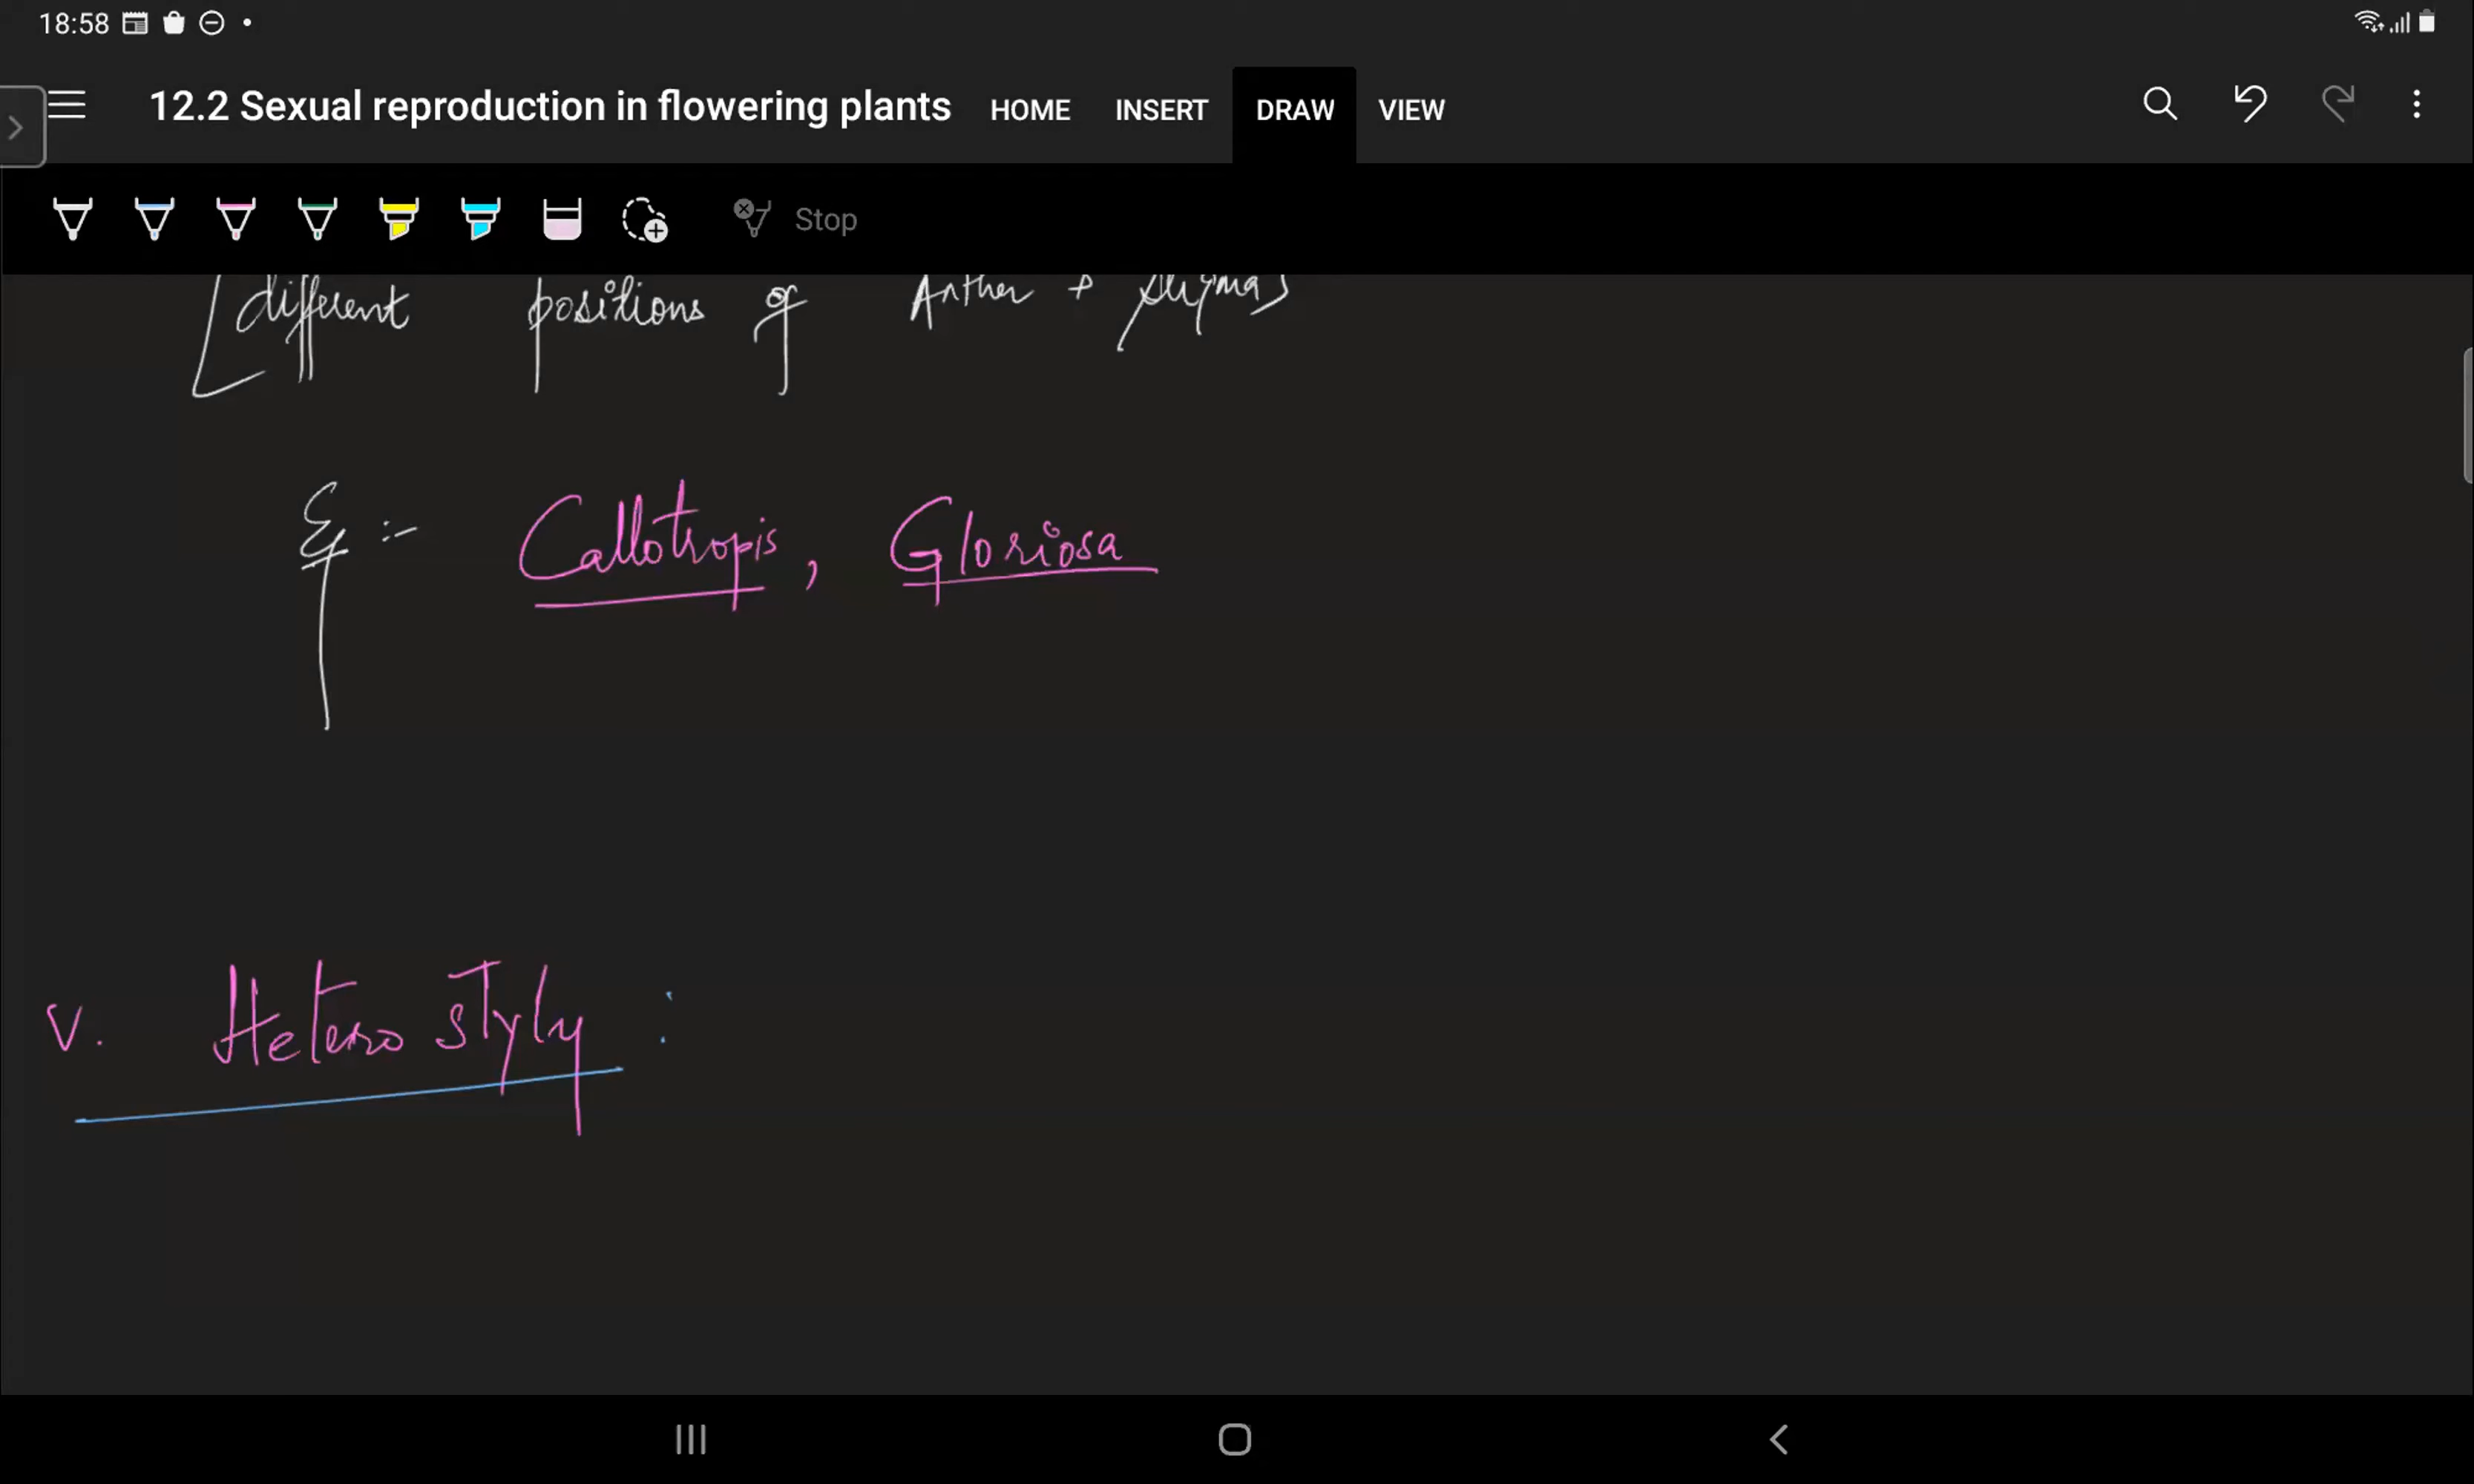 18:58
12.2 Sexual reproduction in flowering plants HOME INSERT DRAW VIEW
Stop
different positions of Anther + stigmas
Eg :- Callotropis, Gloriosa
V. Hetero styly :